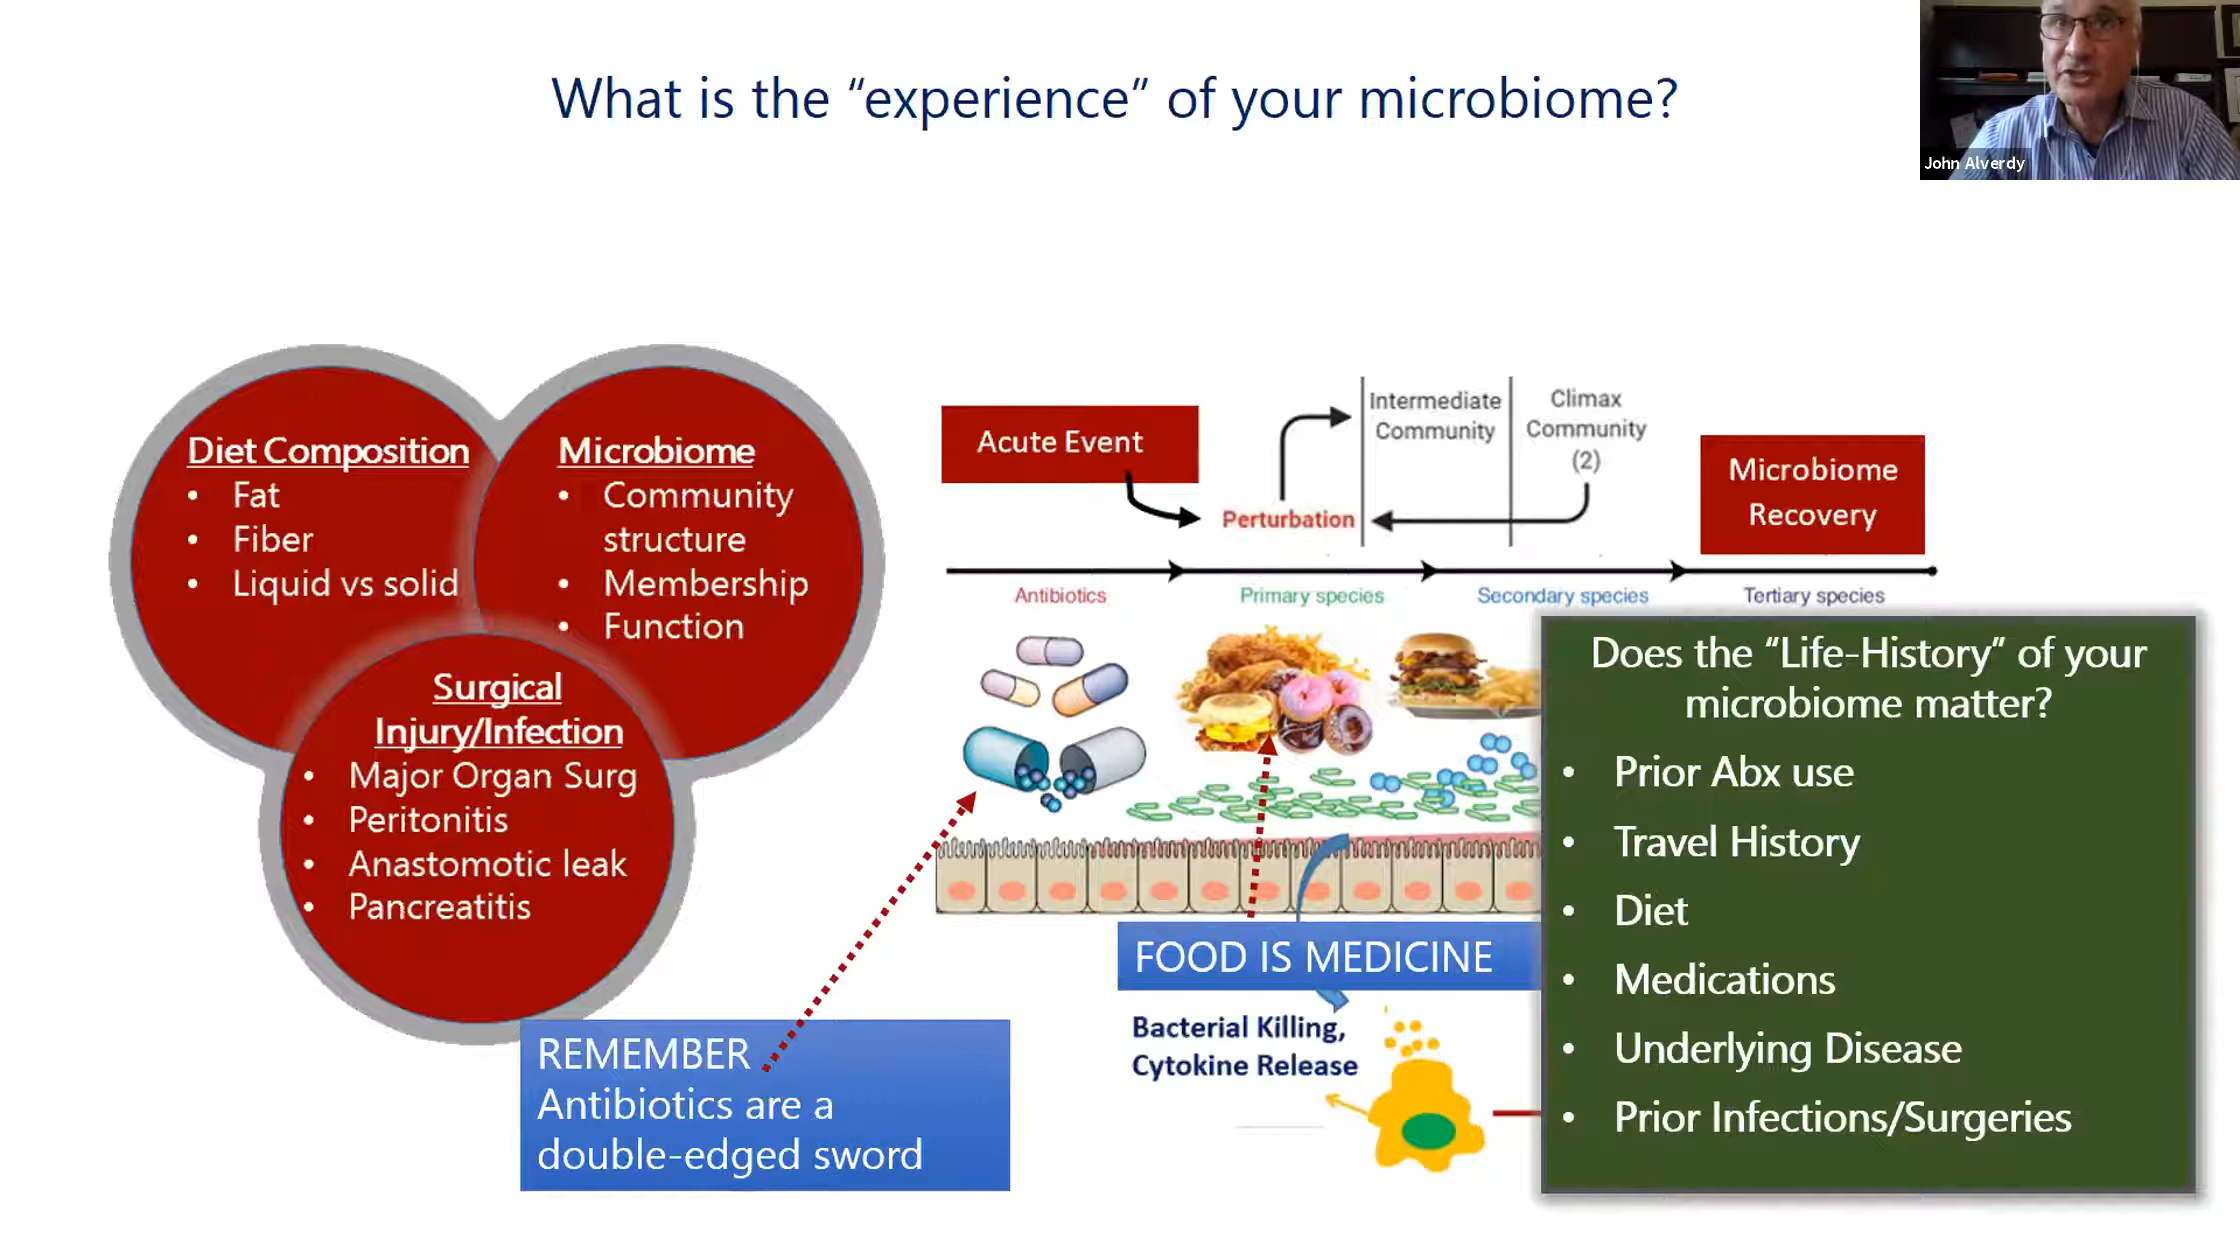 What is the “experience” of your microbiome?
John Alverdy
Diet Composition
• Fat
• Fiber
• Liquid vs solid
Microbiome
• Community
structure
• Membership
• Function
Surgical
Injury/Infection
• Major Organ Surg
• Peritonitis
• Anastomotic leak
• Pancreatitis
REMEMBER
Antibiotics are a
double-edged sword
Acute Event
Perturbation
Intermediate
Community
Climax
Community
(2)
Microbiome
Recovery
Antibiotics
Primary species
Secondary species
Tertiary species
FOOD IS MEDICINE
Bacterial Killing,
Cytokine Release
Does the “Life-History” of your
microbiome matter?
• Prior Abx use
• Travel History
• Diet
• Medications
• Underlying Disease
• Prior Infections/Surgeries